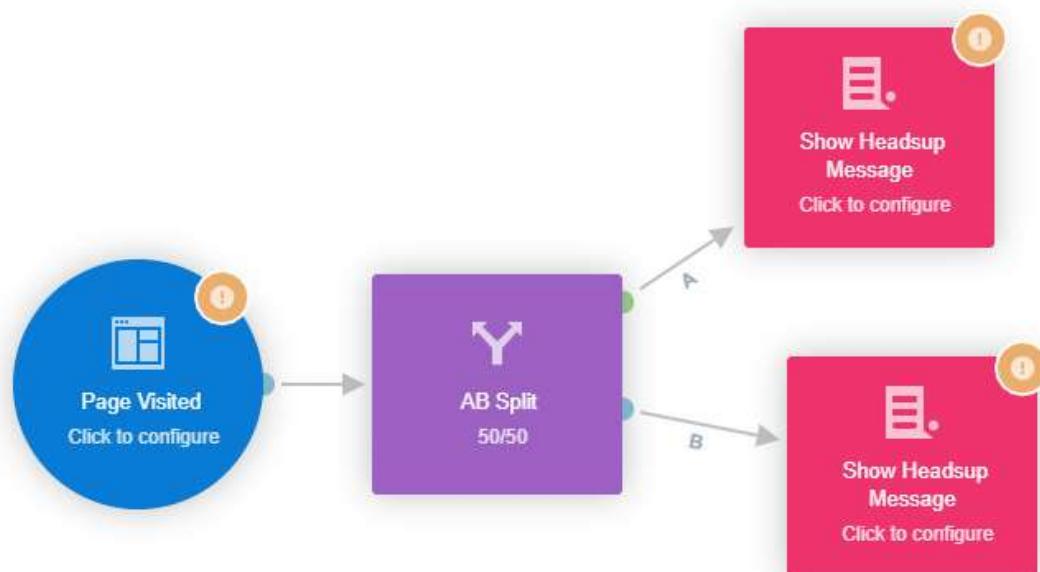 Show Headsup
Message
Click to configure
A
Page Visited
Click to configure
AB Split
50/50
B
Show Headsup
Message
Click to configure